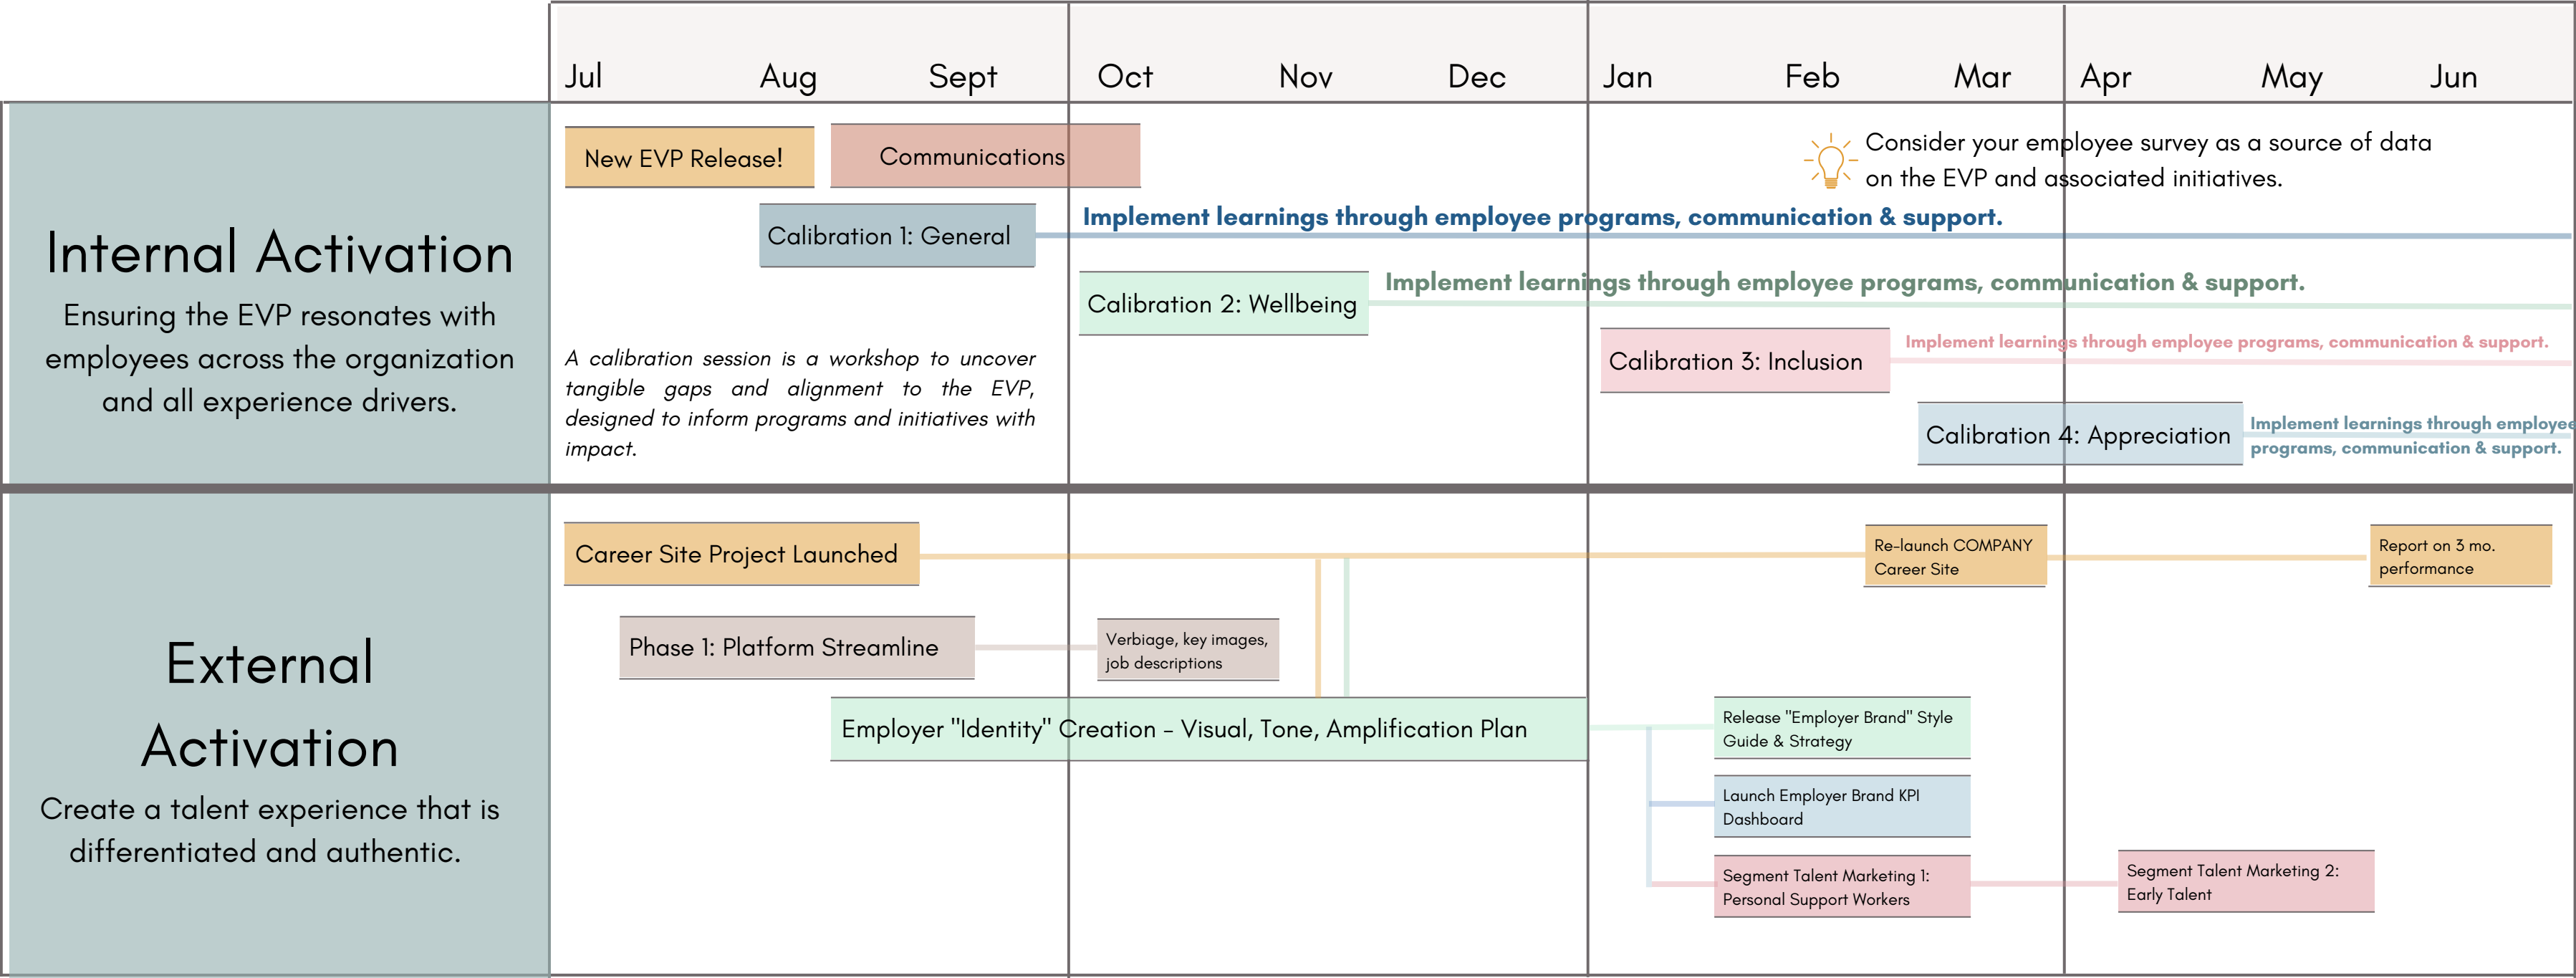 Jul Aug Sept Oct Nov Dec Jan Feb Mar Apr May Jun
Internal Activation
Ensuring the EVP resonates with
employees across the organization
and all experience drivers.
New EVP Release!
Communications
Consider your employee survey as a source of data
on the EVP and associated initiatives.
Calibration 1: General
Implement learnings through employee programs, communication & support.
Calibration 2: Wellbeing
Implement learnings through employee programs, communication & support.
A calibration session is a workshop to uncover
tangible gaps and alignment to the EVP,
designed to inform programs and initiatives with
impact.
Calibration 3: Inclusion
Implement learnings through employee programs, communication & support.
Calibration 4: Appreciation
Implement learnings through employee
programs, communication & support.
External
Activation
Create a talent experience that is
differentiated and authentic.
Career Site Project Launched
Re-launch COMPANY
Career Site
Report on 3 mo.
performance
Phase 1: Platform Streamline
Verbiage, key images,
job descriptions
Employer "Identity" Creation - Visual, Tone, Amplification Plan
Release "Employer Brand" Style
Guide & Strategy
Launch Employer Brand KPI
Dashboard
Segment Talent Marketing 1:
Personal Support Workers
Segment Talent Marketing 2:
Early Talent